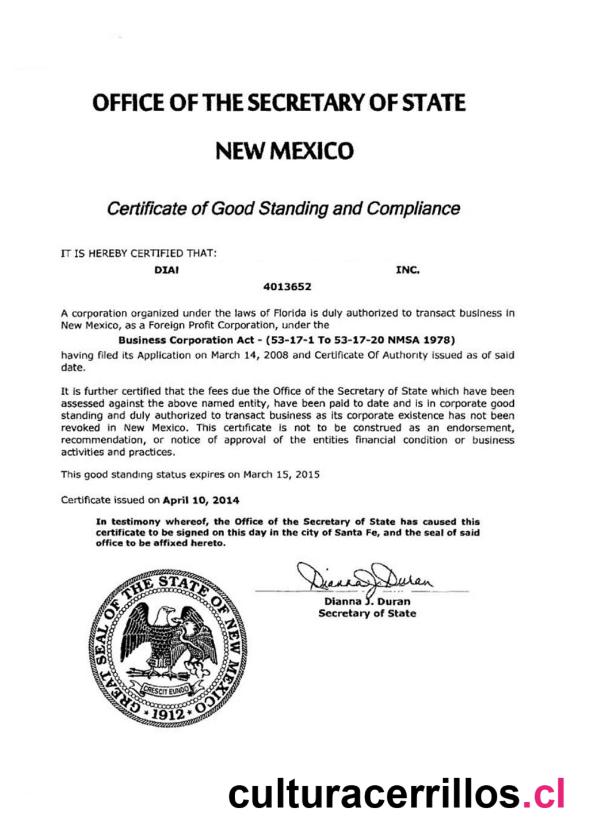 OFFICE OF THE SECRETARY OF STATE
NEW MEXICO
Certificate of Good Standing and Compliance
IT IS HEREBY CERTIFIED THAT:
DIAI INC.
4013652
A corporation organized under the laws of Florida is duly authorized to transact business in
New Mexico, as a Foreign Profit Corporation, under the
Business Corporation Act - (53-17-1 To 53-17-20 NMSA 1978)
having filed its Application on March 14, 2008 and Certificate Of Authority issued as of said
date.
It is further certified that the fees due the Office of the Secretary of State which have been
assessed against the above named entity, have been paid to date and is in corporate good
standing and duly authorized to transact business as its corporate existence has not been
revoked in New Mexico. This certificate is not to be construed as an endorsement,
recommendation, or notice of approval of the entities financial condition or business
activities and practices.
This good standing status expires on March 15, 2015
Certificate issued on April 10, 2014
In testimony whereof, the Office of the Secretary of State has caused this
certificate to be signed on this day in the city of Santa Fe, and the seal of said
office to be affixed hereto.
Dianna J. Duran
Dianna J. Duran
Secretary of State
GREAT SEAL OF THE STATE OF NEW MEXICO
CRESCIT EUNDO
1912
culturacerrillos.cl